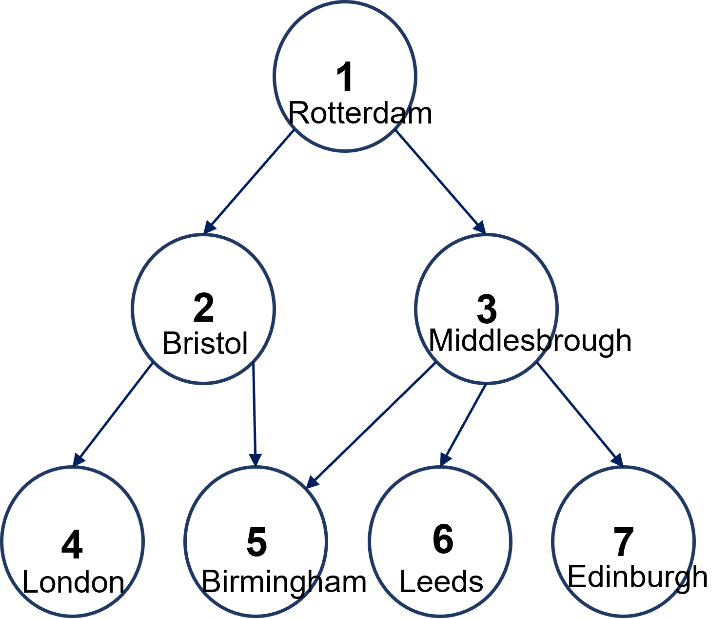 1
Rotterdam
2
Bristol
3
Middlesbrough
4
London
5
Birmingham
6
Leeds
7
Edinburgh